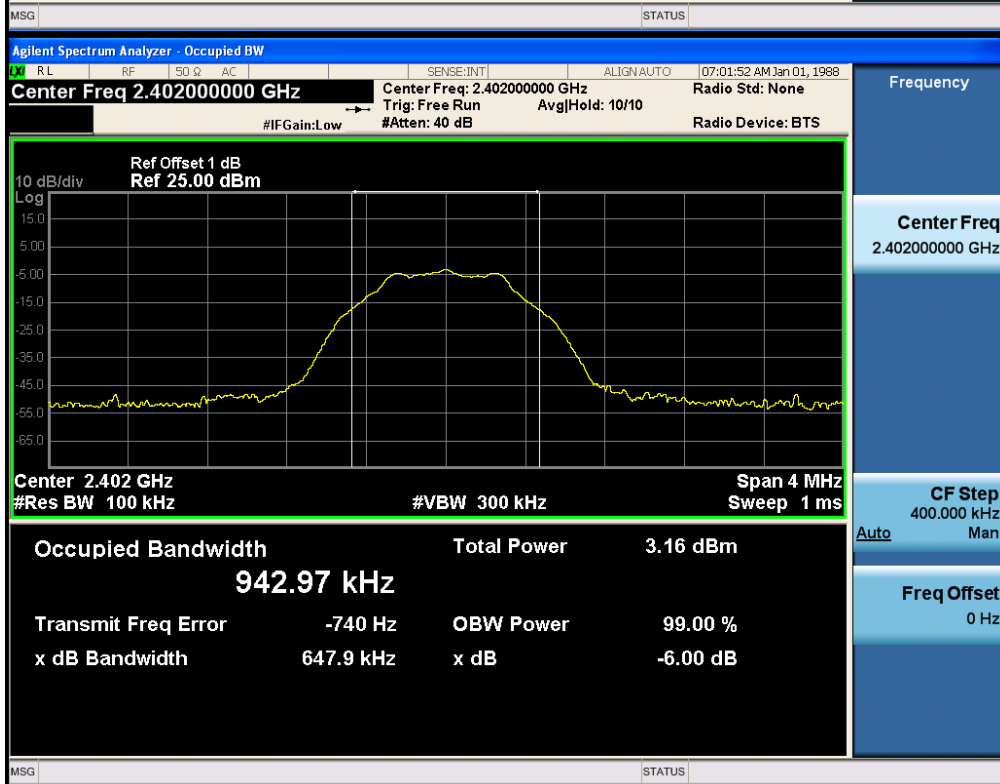 MSG STATUS
Agilent Spectrum Analyzer - Occupied BW
LXI RL RF 50 Ω AC SENSE:INT ALIGNAUTO 07:01:52 AM Jan 01, 1988
Center Freq 2.402000000 GHz
Center Freq: 2.402000000 GHz Radio Std: None
Trig: Free Run Avg|Hold: 10/10
#IFGain:Low #Atten: 40 dB Radio Device: BTS
Ref Offset 1 dB
10 dB/div Ref 25.00 dBm
Log
15.0
5.00
-5.00
-15.0
-25.0
-35.0
-45.0
-55.0
-65.0
Center 2.402 GHz Span 4 MHz
#Res BW 100 kHz #VBW 300 kHz Sweep 1 ms
Occupied Bandwidth Total Power 3.16 dBm
942.97 kHz
Transmit Freq Error -740 Hz OBW Power 99.00 %
x dB Bandwidth 647.9 kHz x dB -6.00 dB
Frequency
Center Freq
2.402000000 GHz
CF Step
400.000 kHz
Auto Man
Freq Offset
0 Hz
MSG STATUS